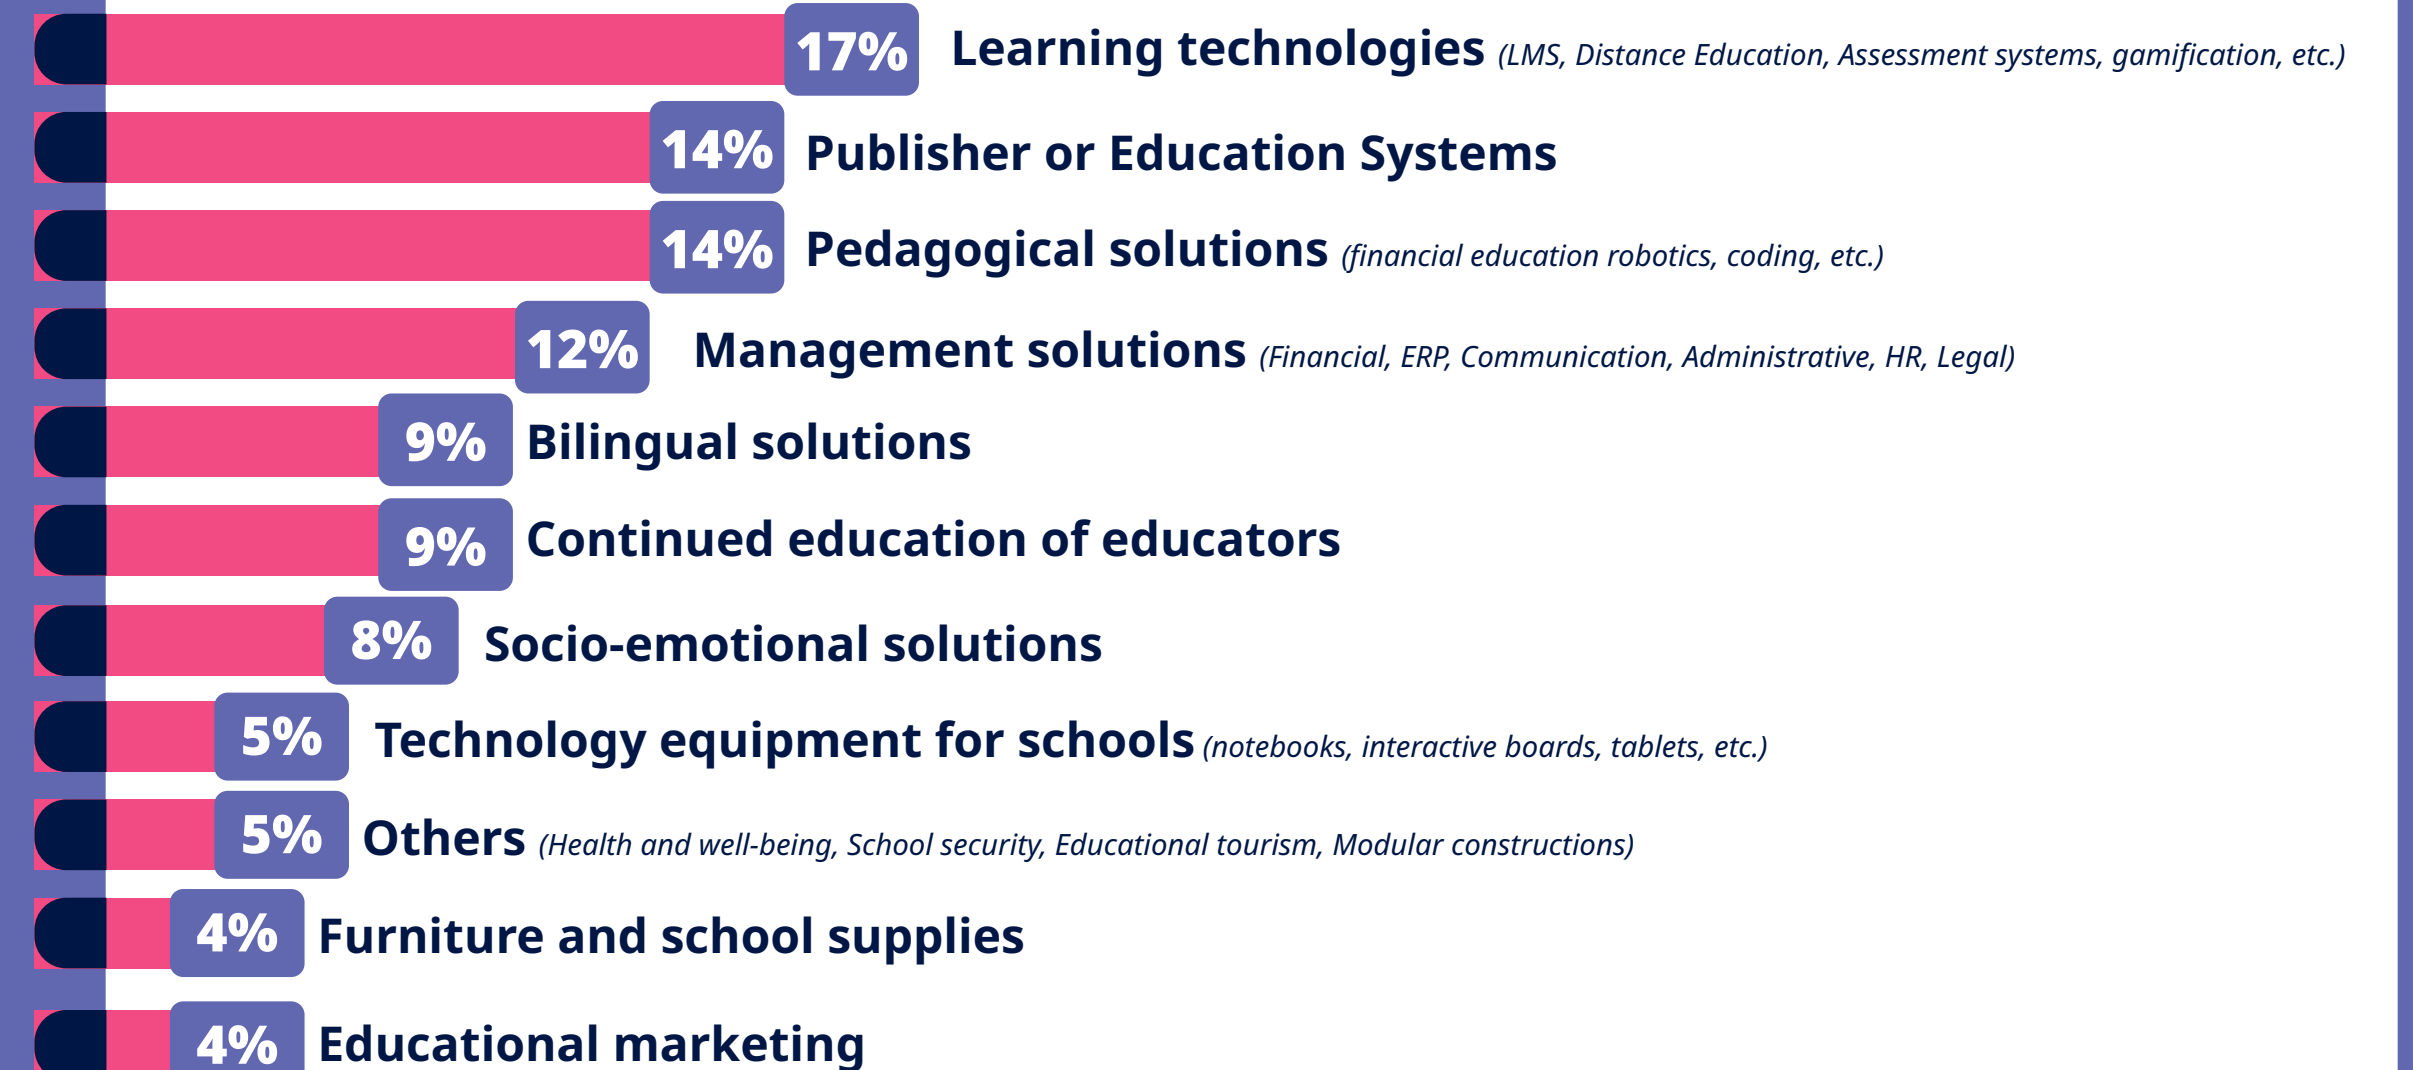 17% Learning technologies (LMS, Distance Education, Assessment systems, gamification, etc.)
14% Publisher or Education Systems
14% Pedagogical solutions (financial education robotics, coding, etc.)
12% Management solutions (Financial, ERP, Communication, Administrative, HR, Legal)
9% Bilingual solutions
9% Continued education of educators
8% Socio-emotional solutions
5% Technology equipment for schools (notebooks, interactive boards, tablets, etc.)
5% Others (Health and well-being, School security, Educational tourism, Modular constructions)
4% Furniture and school supplies
4% Educational marketing